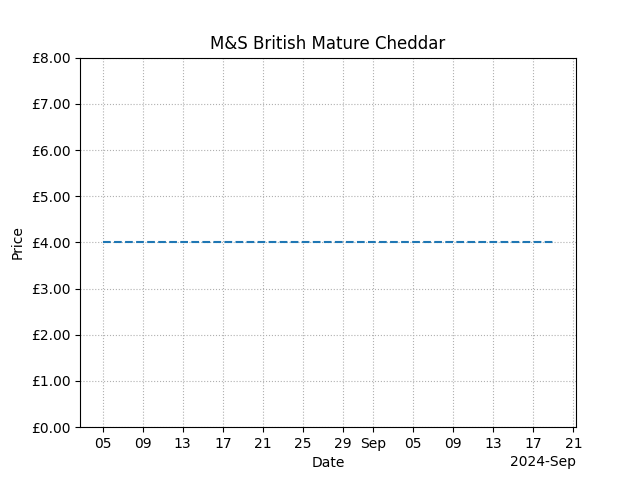 M&S British Mature Cheddar
£8.00
£7.00
£6.00
£5.00
£4.00
£3.00
£2.00
£1.00
£0.00
Price
05 09 13 17 21 25 29 Sep 05 09 13 17 21
Date
2024-Sep